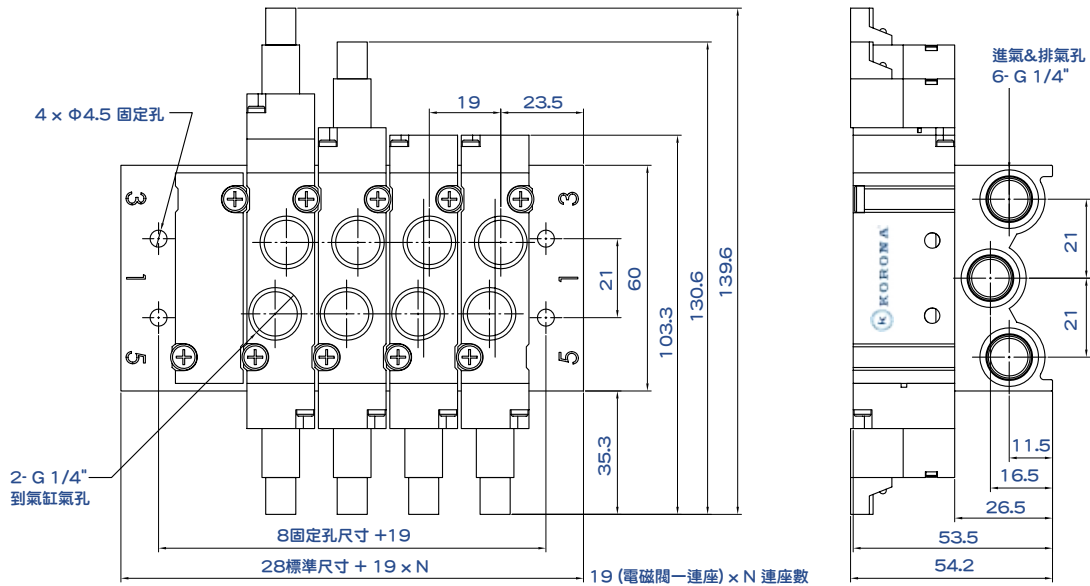 進氣&排氣孔
6- G 1/4"
19
23.5
4 x Φ4.5 固定孔
3
3
1
1
5
5
21
60
103.3
130.6
139.6
35.3
2- G 1/4"
到氣缸氣孔
8固定孔尺寸 +19
28標準尺寸 + 19 x N
19 (電磁閥一連座) x N 連座數
K KORONA
21
21
11.5
16.5
26.5
53.5
54.2